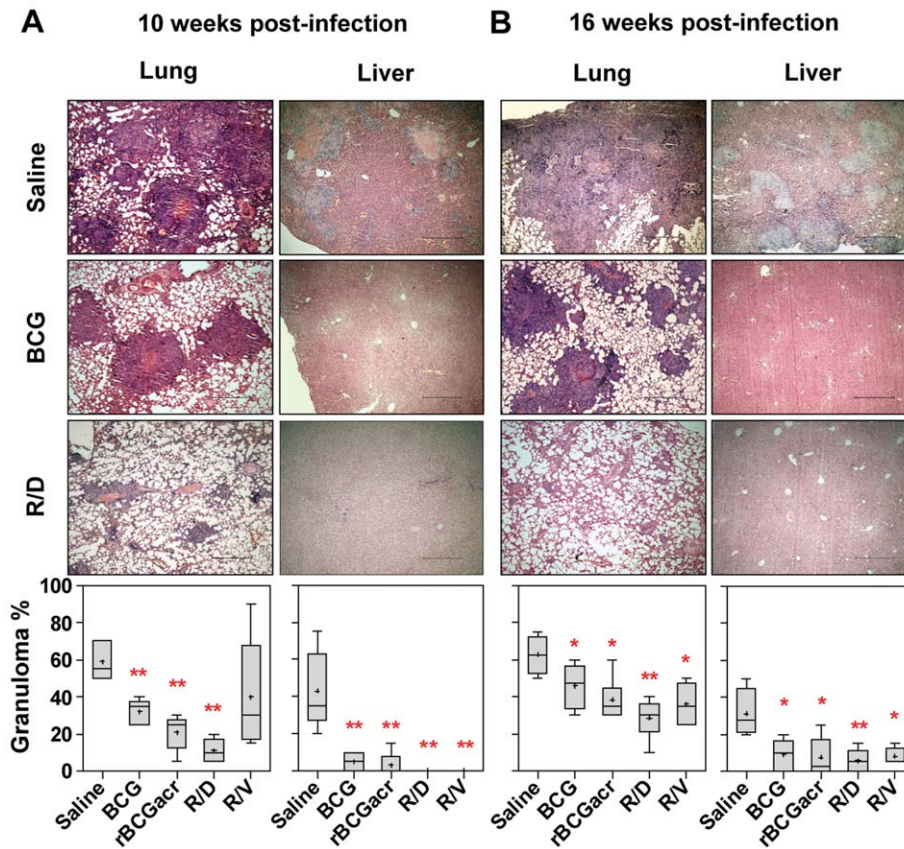 A 10 weeks post-infection
B 16 weeks post-infection
Lung Liver Lung Liver
Saline
BCG
R/D
Granuloma %
100
80
60
40
20
0
** ** **
** ** ** **
* * ** *
* * ** *
Saline BCG rBCGacr R/D R/V
Saline BCG rBCGacr R/D R/V
Saline BCG rBCGacr R/D R/V
Saline BCG rBCGacr R/D R/V